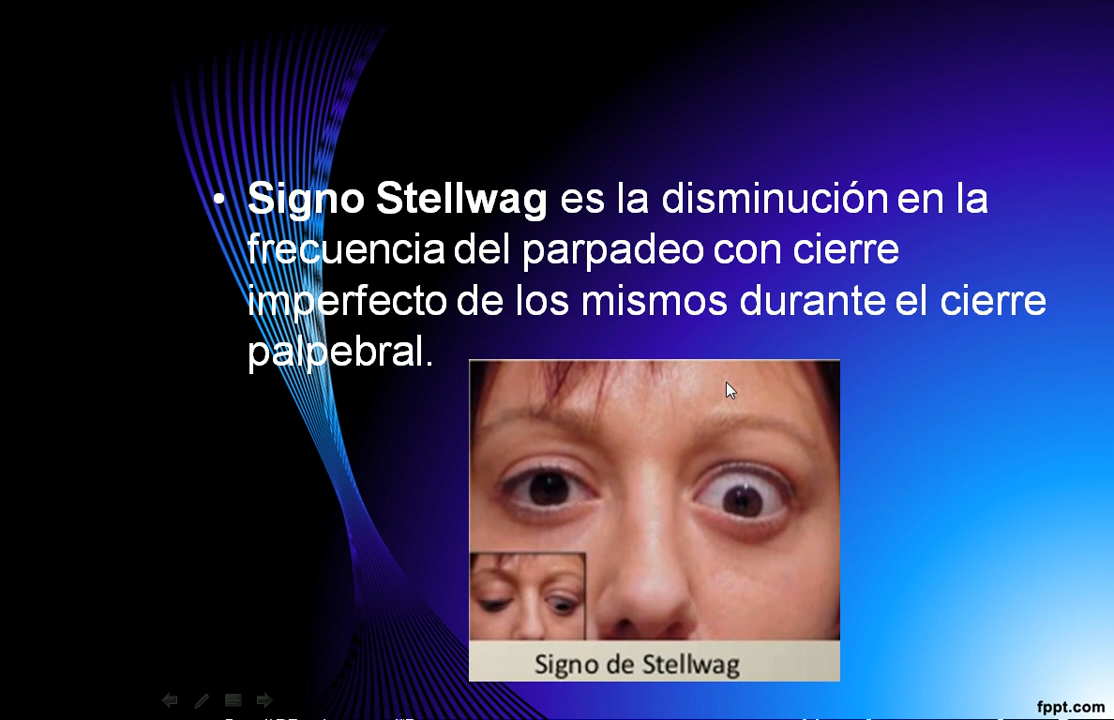 • Signo Stellwag es la disminución en la
frecuencia del parpadeo con cierre
imperfecto de los mismos durante el cierre
palpebral.
Signo de Stellwag
fppt.com